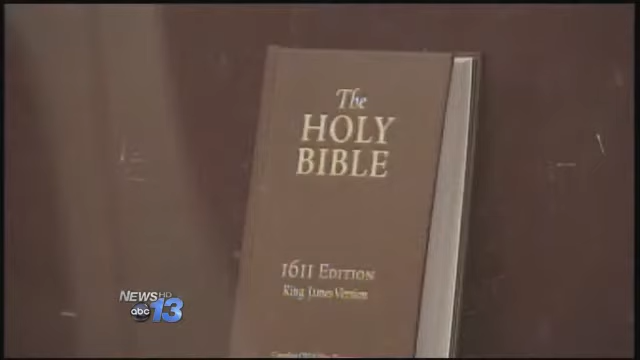 The
HOLY
BIBLE
1611 EDITION
King James Version
NEWS HD
abc 13